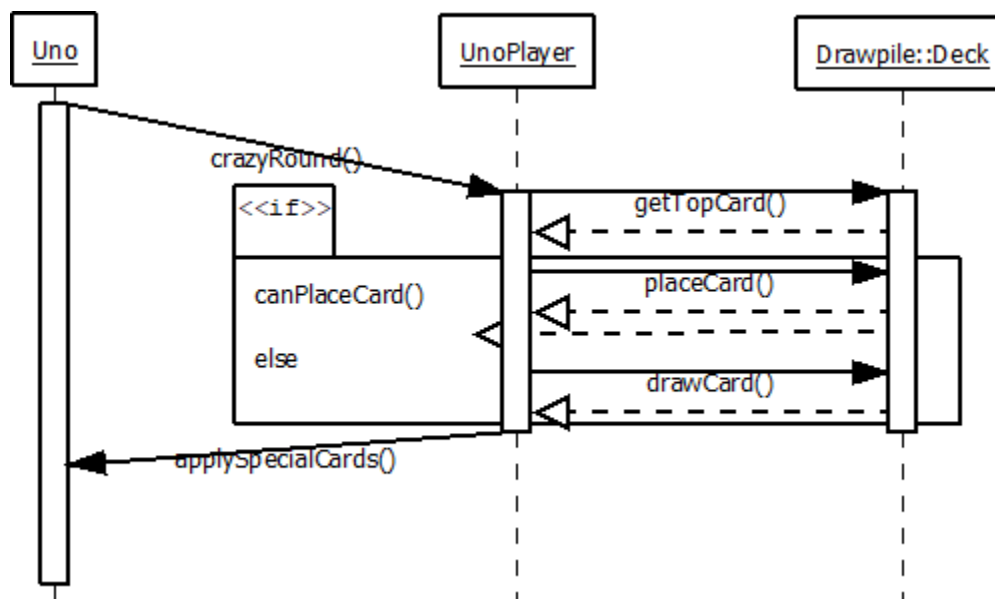 Uno
UnoPlayer
Drawpile::Deck
crazyRound()
<<if>>
getTopCard()
canPlaceCard()
placeCard()
else
drawCard()
applySpecialCards()